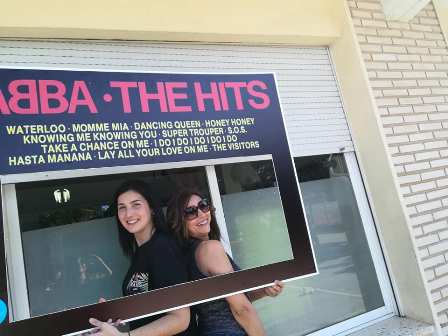 ABBA · THE HITS
WATERLOO · MOMME MIA · DANCING QUEEN · HONEY HONEY
KNOWING ME KNOWING YOU · SUPER TROUPER · S.O.S.
TAKE A CHANCE ON ME · I DO I DO I DO I DO I DO
HASTA MANANA · LAY ALL YOUR LOVE ON ME · THE VISITORS